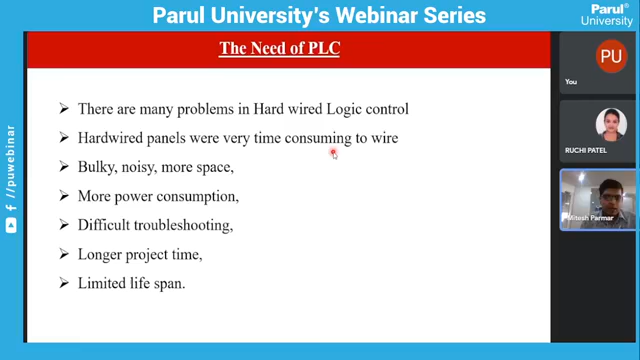 Parul University's Webinar Series
Parul®
University
The Need of PLC
There are many problems in Hard wired Logic control
Hardwired panels were very time consuming to wire
Bulky, noisy, more space,
More power consumption,
Difficult troubleshooting,
Longer project time,
Limited life span.
PU
You
RUCHI PATEL
Mitesh Parmar
f //puwebinar